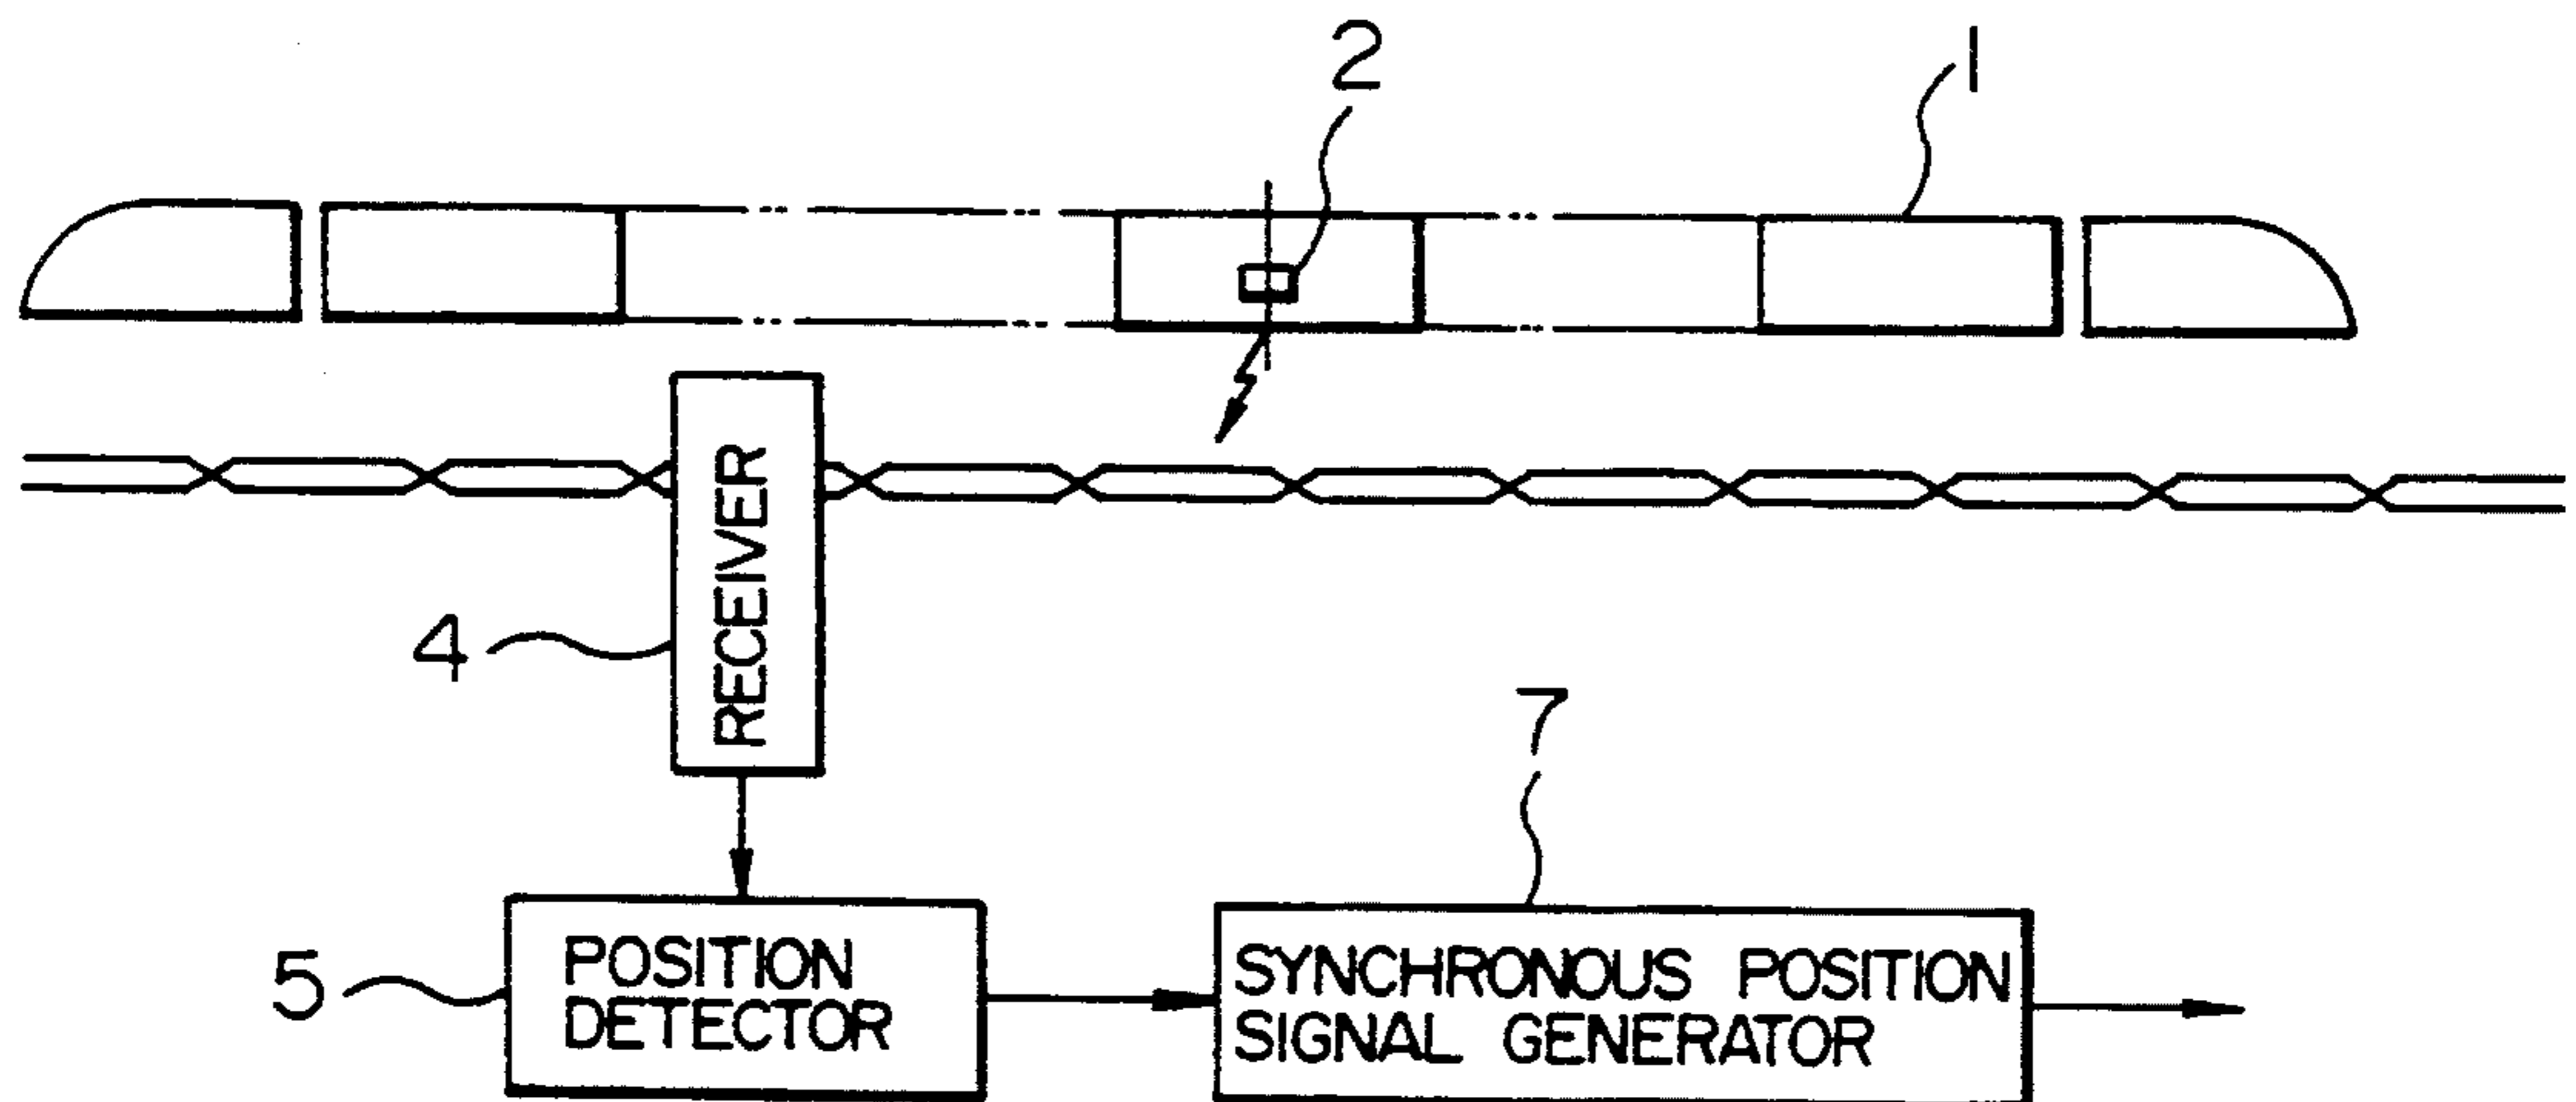 2
1
RECEIVER
4
7
5
POSITION
DETECTOR
SYNCHRONOUS POSITION
SIGNAL GENERATOR